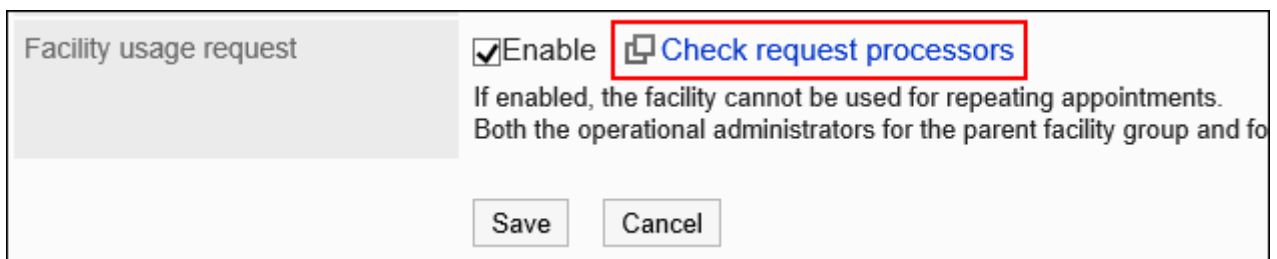 Facility usage request
Enable Check request processors
If enabled, the facility cannot be used for repeating appointments.
Both the operational administrators for the parent facility group and fo
Save Cancel